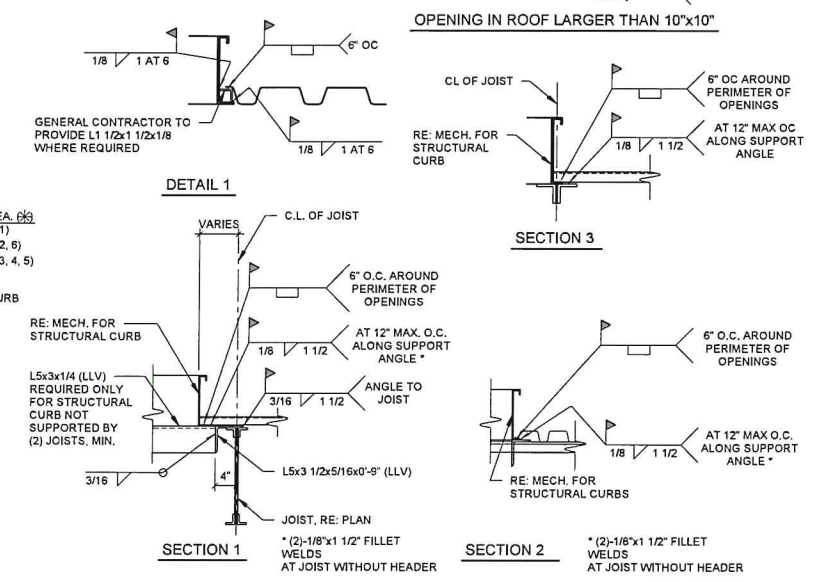 OPENING IN ROOF LARGER THAN 10"x10"
6" OC
1/8 1 AT 6
GENERAL CONTRACTOR TO
PROVIDE L1 1/2x1 1/2x1/8
WHERE REQUIRED
1/8 1 AT 6
DETAIL 1
CL OF JOIST
6" OC AROUND
PERIMETER OF
OPENINGS
RE: MECH. FOR
STRUCTURAL
CURB
1/8 1 1/2
AT 12" MAX OC
ALONG SUPPORT
ANGLE
SECTION 3
EA.
1)
2, 6)
3, 4, 5)
URB
VARIES
C.L. OF JOIST
6" O.C. AROUND
PERIMETER OF
OPENINGS
RE: MECH. FOR
STRUCTURAL CURB
1/8 1 1/2
AT 12" MAX. O.C.
ALONG SUPPORT
ANGLE *
L5x3x1/4 (LLV)
REQUIRED ONLY
FOR STRUCTURAL
CURB NOT
SUPPORTED BY
(2) JOISTS, MIN.
3/16 1 1/2
ANGLE TO
JOIST
3/16
4"
L5x3 1/2x5/16x0'-9" (LLV)
JOIST, RE: PLAN
SECTION 1
* (2)-1/8"x1 1/2" FILLET
WELDS
AT JOIST WITHOUT HEADER
6" O.C. AROUND
PERIMETER OF
OPENINGS
1/8 1 1/2
AT 12" MAX O.C.
ALONG SUPPORT
ANGLE *
RE: MECH. FOR
STRUCTURAL CURBS
SECTION 2
* (2)-1/8"x1 1/2" FILLET
WELDS
AT JOIST WITHOUT HEADER